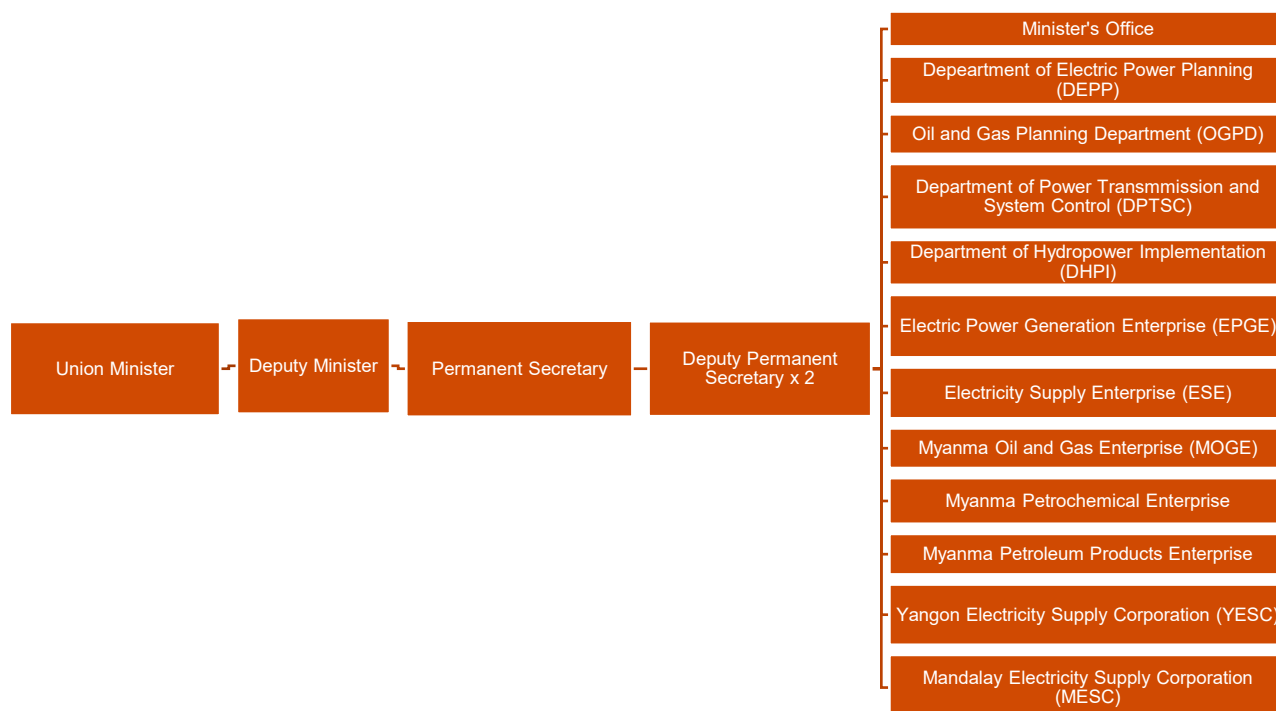 Union Minister
Deputy Minister
Permanent Secretary
Deputy Permanent
Secretary x 2
Minister's Office
Depeartment of Electric Power Planning
(DEPP)
Oil and Gas Planning Department (OGPD)
Department of Power Transmmission and
System Control (DPTSC)
Department of Hydropower Implementation
(DHPI)
Electric Power Generation Enterprise (EPGE)
Electricity Supply Enterprise (ESE)
Myanma Oil and Gas Enterprise (MOGE)
Myanma Petrochemical Enterprise
Myanma Petroleum Products Enterprise
Yangon Electricity Supply Corporation (YESC)
Mandalay Electricity Supply Corporation
(MESC)